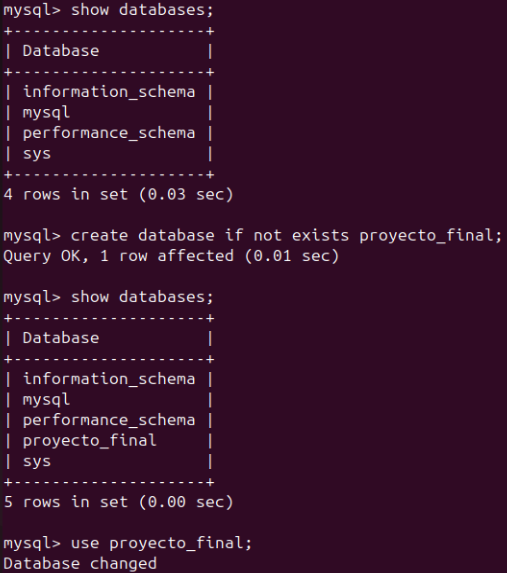 mysql> show databases;
+--------------------+
| Database           |
+--------------------+
| information_schema |
| mysql              |
| performance_schema |
| sys                |
+--------------------+
4 rows in set (0.03 sec)

mysql> create database if not exists proyecto_final;
Query OK, 1 row affected (0.01 sec)

mysql> show databases;
+--------------------+
| Database           |
+--------------------+
| information_schema |
| mysql              |
| performance_schema |
| proyecto_final     |
| sys                |
+--------------------+
5 rows in set (0.00 sec)

mysql> use proyecto_final;
Database changed